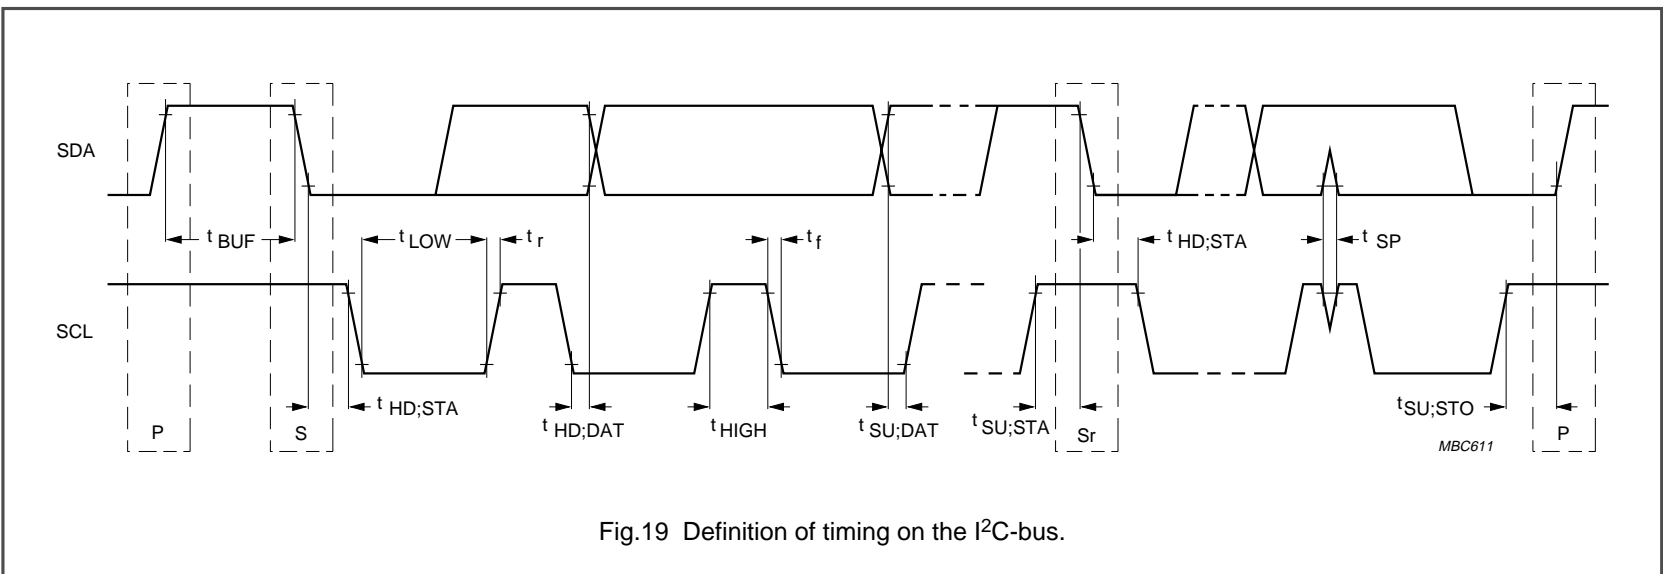 SDA
t BUF
t LOW
t r
t f
t HD;STA
t SP
SCL
t HD;STA
t HD;DAT
t HIGH
t SU;DAT
t SU;STA
t SU;STO
P
S
Sr
P
MBC611
Fig.19 Definition of timing on the I²C-bus.